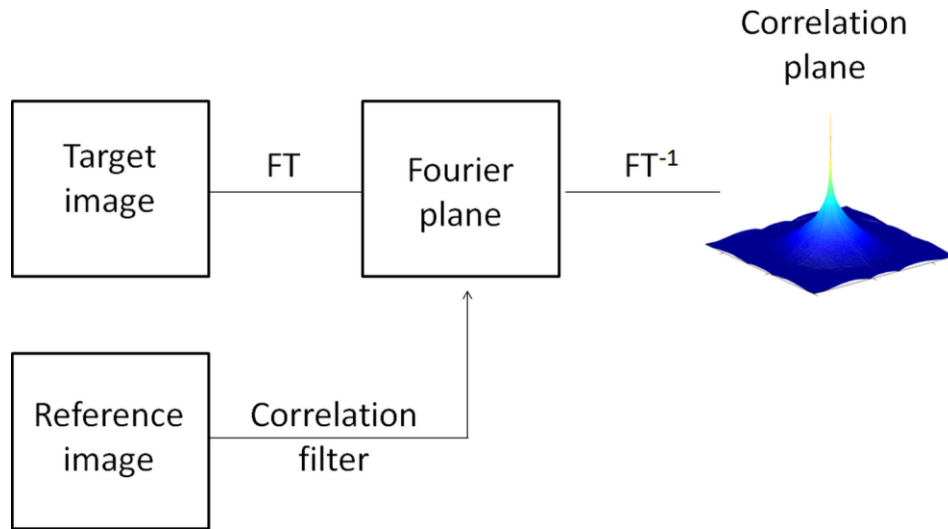 Correlation
plane
Target
image
FT
Fourier
plane
FT⁻¹
Reference
image
Correlation
filter